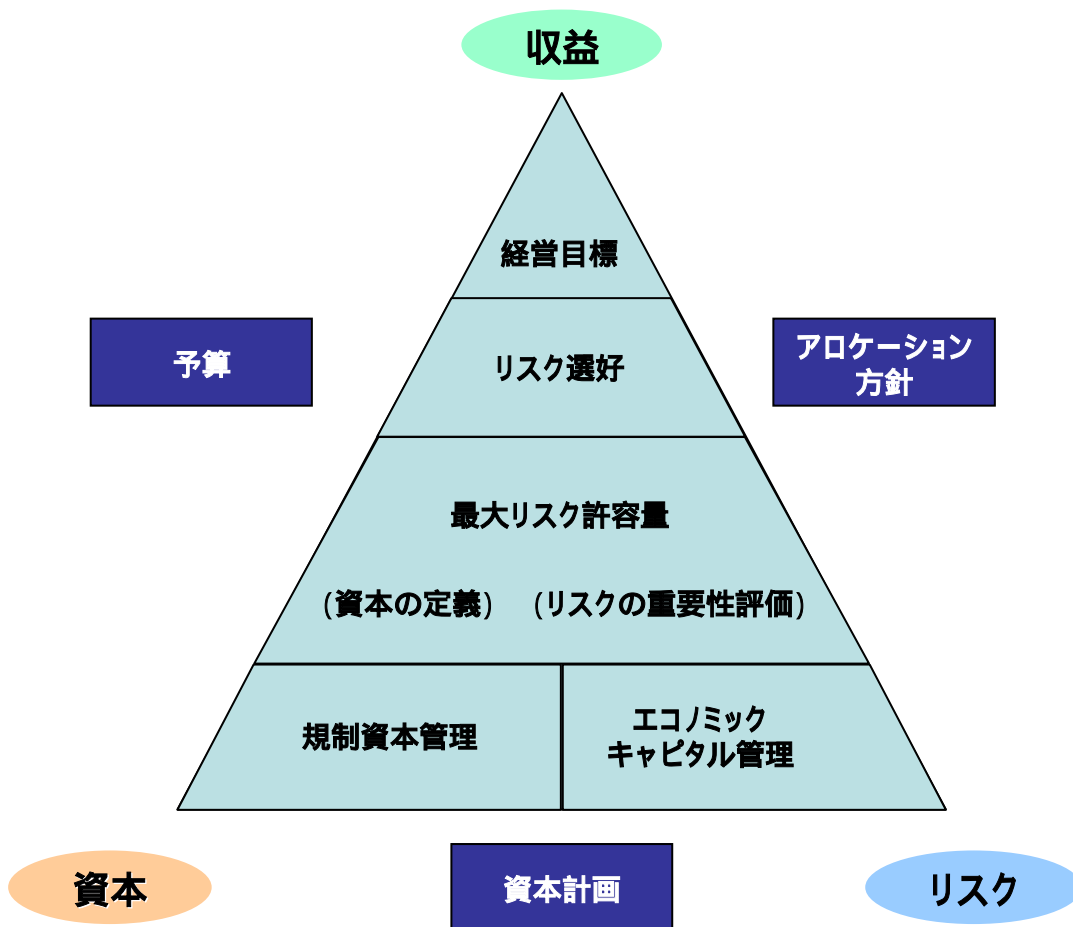 収益
経営目標
予算
リスク選好
アロケーション
方針
最大リスク許容量
(資本の定義) (リスクの重要性評価)
規制資本管理
エコノミック
キャピタル管理
資本
資本計画
リスク